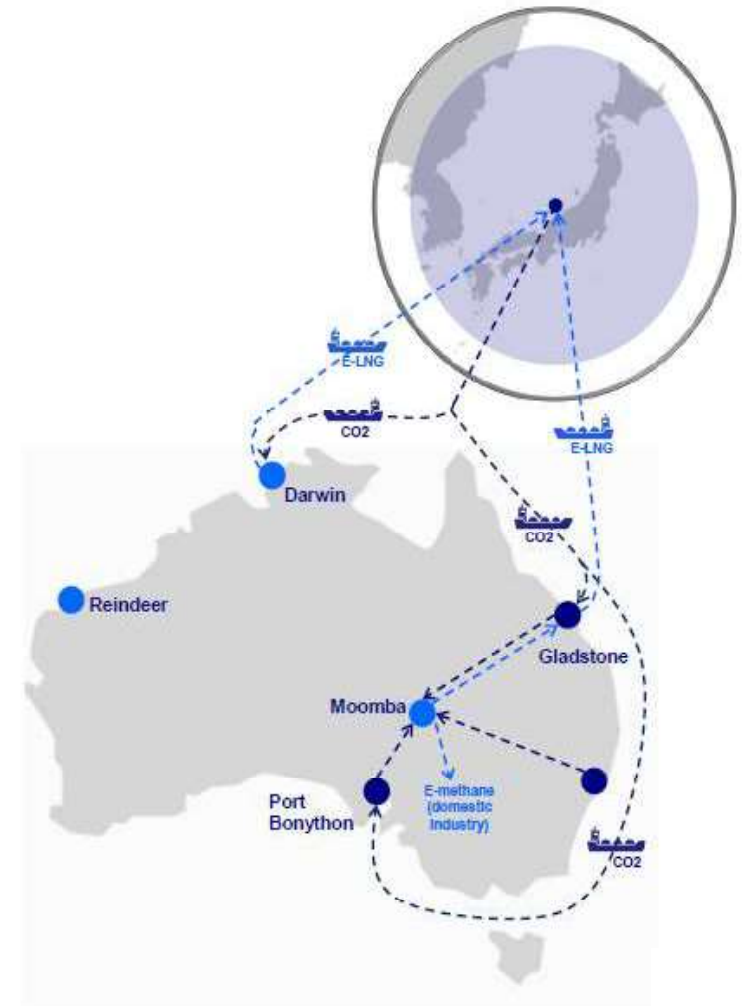 E-LNG
CO2
E-LNG
Darwin
CO2
Reindeer
Gladstone
Moomba
E-methane
(domestic
industry)
Port
Bonython
CO2